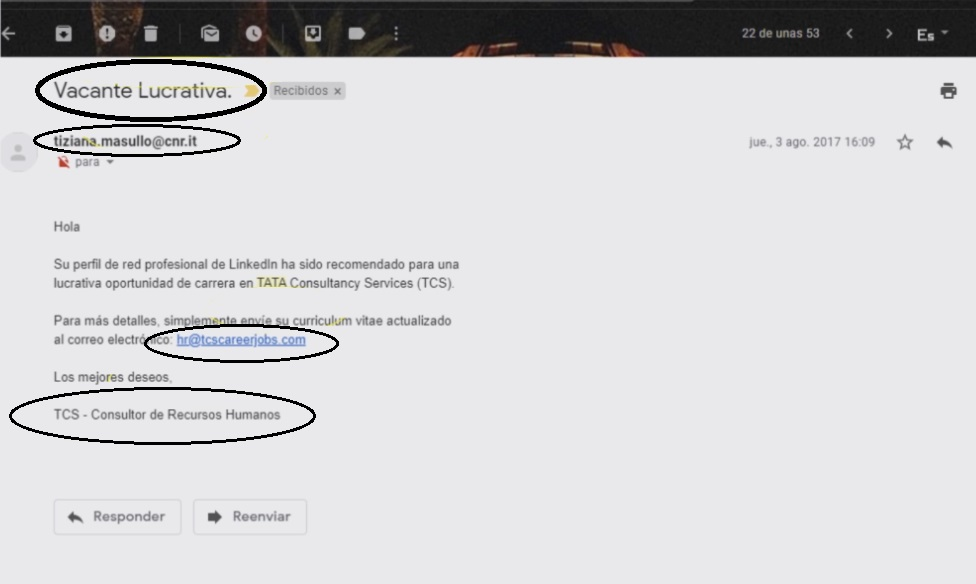 22 de unas 53
Es
Vacante Lucrativa.
Recibidos x
tiziana.masullo@cnr.it
jue., 3 ago. 2017 16:09
para
Hola
Su perfil de red profesional de LinkedIn ha sido recomendado para una
lucrativa oportunidad de carrera en TATA Consultancy Services (TCS).
Para más detalles, simplemente envíe su curriculum vitae actualizado
al correo electrónico: hr@tcscareerjobs.com
Los mejores deseos,
TCS - Consultor de Recursos Humanos
Responder
Reenviar